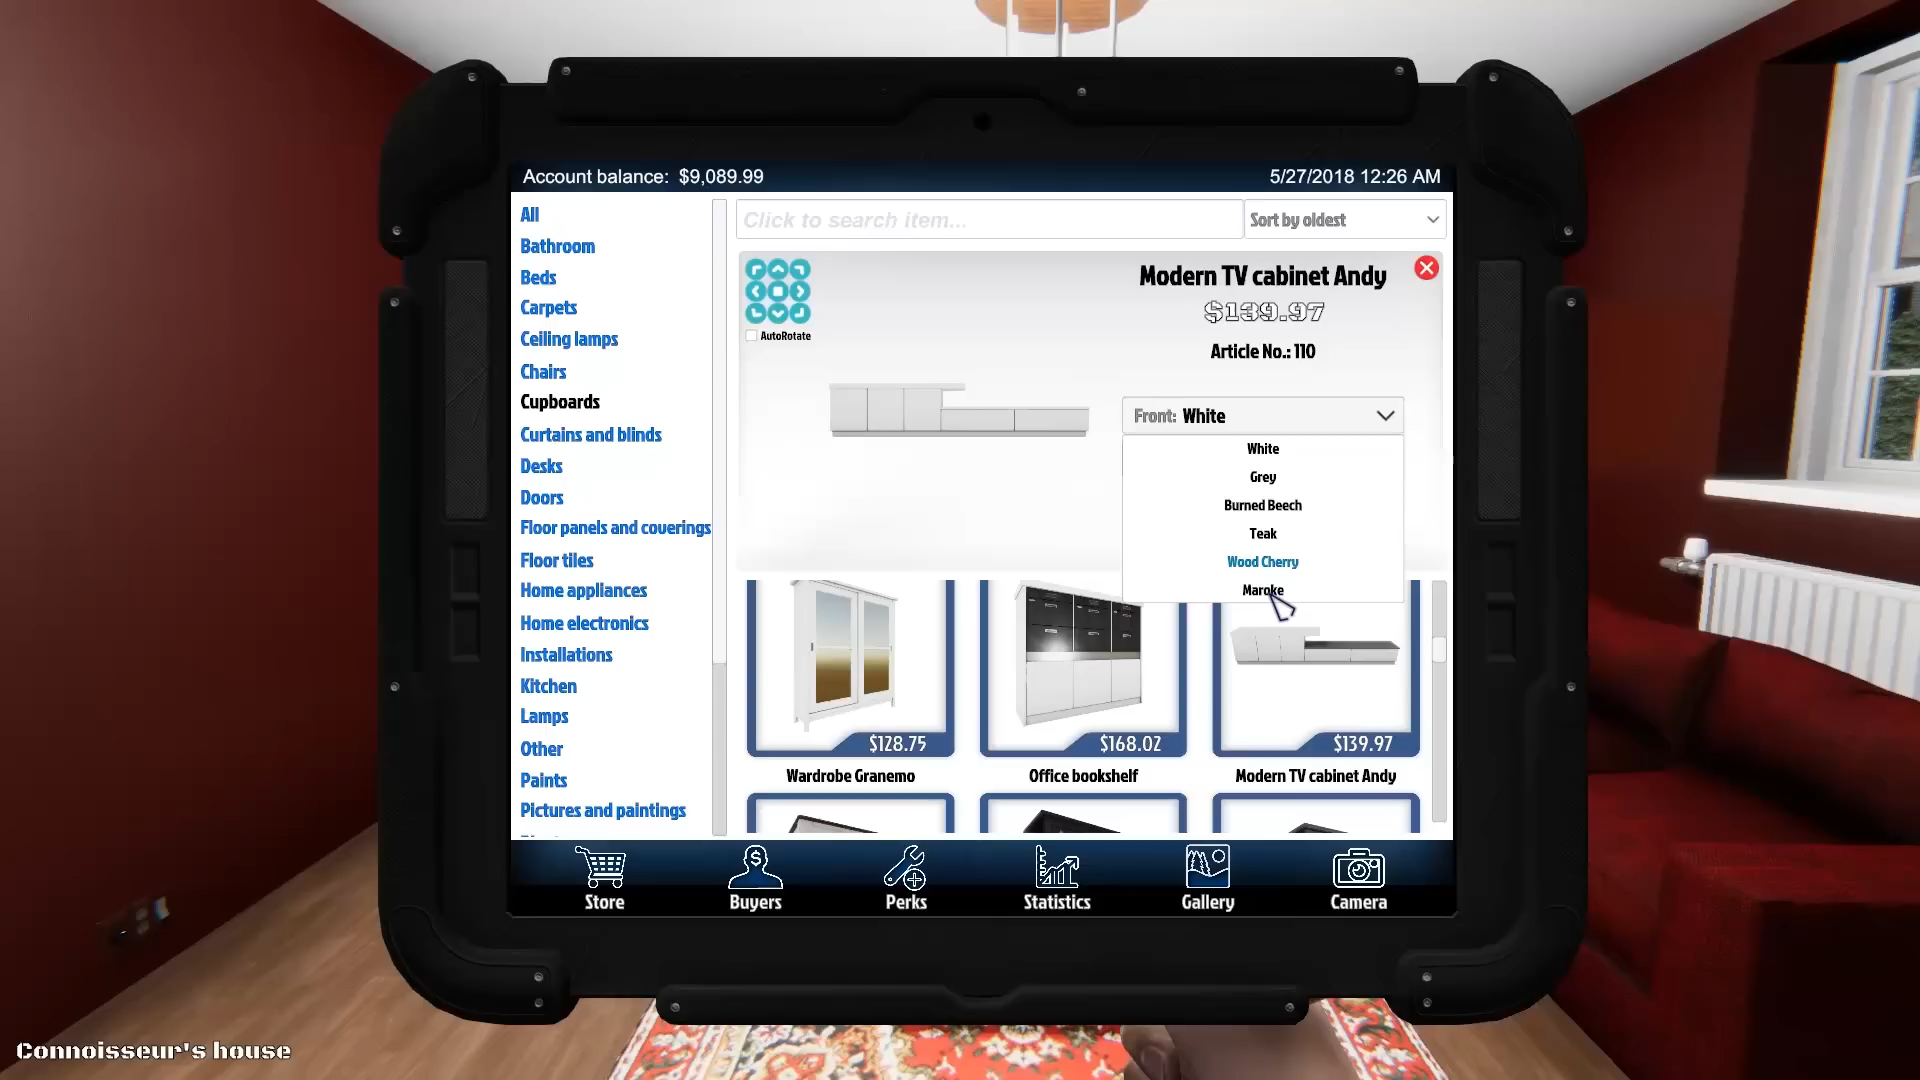 Account balance: $9,089.99
5/27/2018 12:26 AM
All
Bathroom
Beds
Carpets
Ceiling lamps
Chairs
Cupboards
Curtains and blinds
Desks
Doors
Floor panels and coverings
Floor tiles
Home appliances
Home electronics
Installations
Kitchen
Lamps
Other
Paints
Pictures and paintings
Click to search item...
Sort by oldest
AutoRotate
Modern TV cabinet Andy
$139.97
Article No.: 110
Front: White
White
Grey
Burned Beech
Teak
Wood Cherry
Maroke
$128.75
$168.02
$139.97
Wardrobe Granemo
Office bookshelf
Modern TV cabinet Andy
Store
Buyers
Perks
Statistics
Gallery
Camera
Connoisseur's house